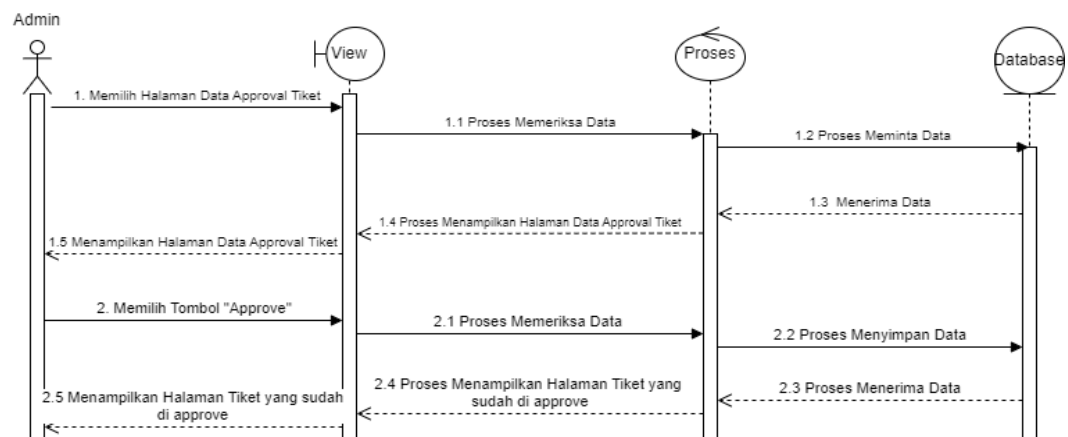 Admin
View
Proses
Database
1. Memilih Halaman Data Approval Tiket
1.1 Proses Memeriksa Data
1.2 Proses Meminta Data
1.3 Menerima Data
1.4 Proses Menampilkan Halaman Data Approval Tiket
1.5 Menampilkan Halaman Data Approval Tiket
2. Memilih Tombol "Approve"
2.1 Proses Memeriksa Data
2.2 Proses Menyimpan Data
2.3 Proses Menerima Data
2.4 Proses Menampilkan Halaman Tiket yang
sudah di approve
2.5 Menampilkan Halaman Tiket yang sudah
di approve